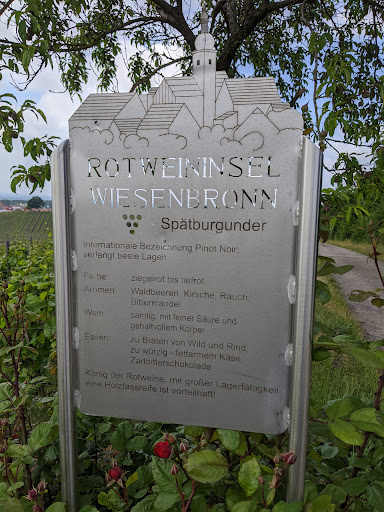 ROTWEININSEL
WIESENBRONN
Spätburgunder
Internationale Bezeichnung Pinot Noir,
verlangt beste Lagen
Farbe: ziegelrot bis tiefrot
Aromen: Waldbeeren, Kirsche, Rauch,
Bittermandel
Wein: samtig, mit feiner Säure und
gehaltvollem Körper
Essen: zu Braten von Wild und Rind,
zu würzig - fettarmem Käse,
Zartbitterschokolade
König der Rotweine, mit großer Lagerfähigkeit
eine Holzfassreife ist vorteilhaft!